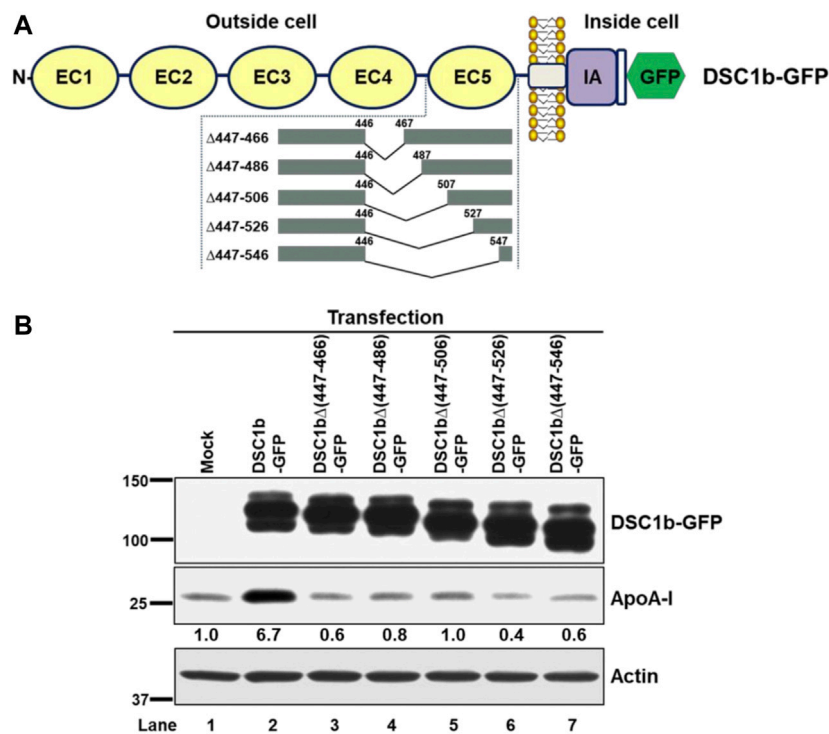 A
Outside cell
Inside cell
N-
EC1
EC2
EC3
EC4
EC5
IA
GFP
DSC1b-GFP
446 467
Δ447-466
446 487
Δ447-486
446 507
Δ447-506
446 527
Δ447-526
446 547
Δ447-546
B
Transfection
Mock
DSC1b
-GFP
DSC1bΔ(447-466)
-GFP
DSC1bΔ(447-486)
-GFP
DSC1bΔ(447-506)
-GFP
DSC1bΔ(447-526)
-GFP
DSC1bΔ(447-546)
-GFP
150
100
DSC1b-GFP
25
ApoA-I
1.0 6.7 0.6 0.8 1.0 0.4 0.6
Actin
37
Lane 1 2 3 4 5 6 7